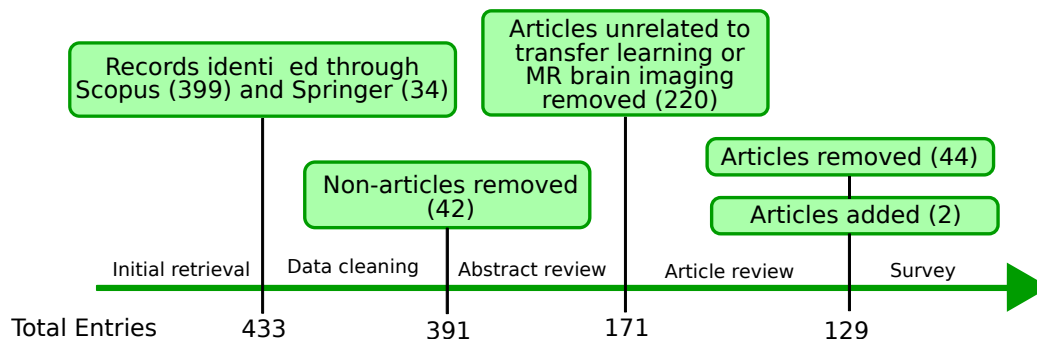 Records identi ed through
Scopus (399) and Springer (34)
Articles unrelated to
transfer learning or
MR brain imaging
removed (220)
Non-articles removed
(42)
Articles removed (44)
Articles added (2)
Initial retrieval
Data cleaning
Abstract review
Article review
Survey
Total Entries
433
391
171
129